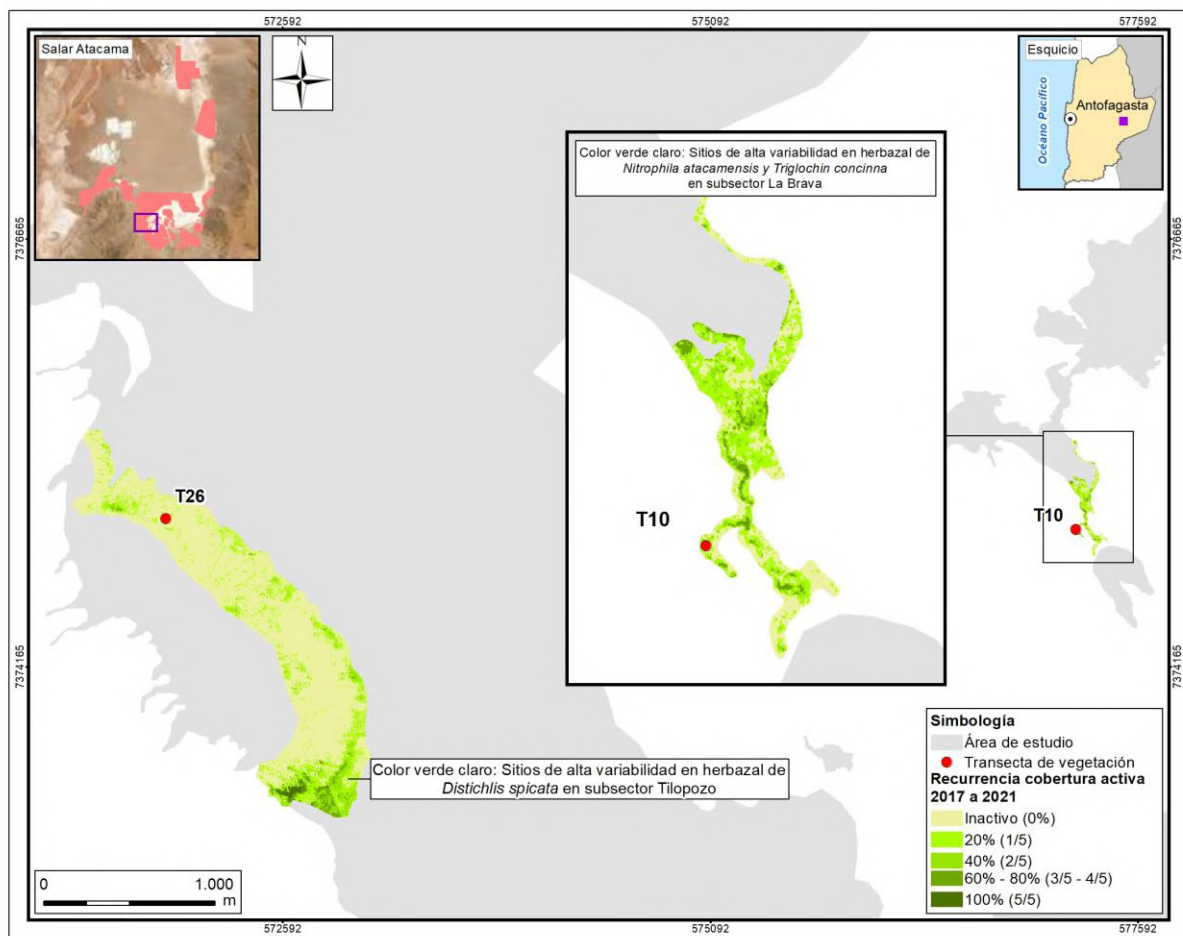 572592
575092
577592
Salar Atacama
N
Esquicio
Antofagasta
Océano Pacífico
Color verde claro: Sitios de alta variabilidad en herbazal de
Nitrophila atacamensis y Triglochin concinna
en subsector La Brava
7376665
7376665
T26
T10
T10
7374165
7374165
Color verde claro: Sitios de alta variabilidad en herbazal de
Distichlis spicata en subsector Tilopozo
Simbología
Área de estudio
Transecta de vegetación
Recurrencia cobertura activa
2017 a 2021
Inactivo (0%)
20% (1/5)
40% (2/5)
60% - 80% (3/5 - 4/5)
100% (5/5)
0 1.000
m
572592
575092
577592